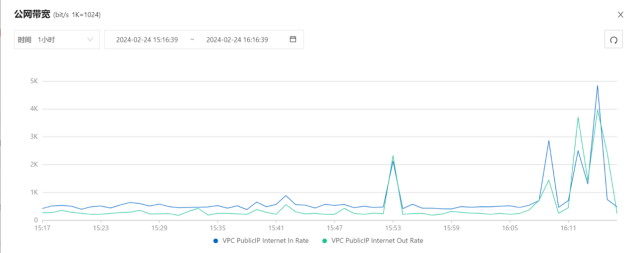 公网带宽 (bit/s 1K=1024)
时间 1小时 2024-02-24 15:16:39 ~ 2024-02-24 16:16:39
5K
4K
3K
2K
1K
0
15:17 15:23 15:29 15:35 15:41 15:47 15:53 15:59 16:05 16:11
VPC PublicIP Internet In Rate VPC PublicIP Internet Out Rate